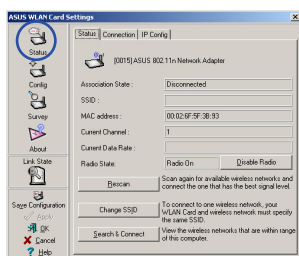 ASUS WLAN Card Settings
Status
Config
Survey
About
Link State
Save Configuration
Apply
OK
Cancel
Help
Status Connection IP Config
[0015] ASUS 802.11n Network Adapter
Association State : Disconnected
SSID :
MAC address : 00:02:6F:5F:3B:93
Current Channel : 1
Current Data Rate :
Radio State: Radio On Disable Radio
Rescan Scan again for available wireless networks and
connect the one that has the best signal level.
Change SSID To connect to one wireless network, your
WLAN Card and wireless network must specify
the same SSID.
Search & Connect View the wireless networks that are within range
of this computer.